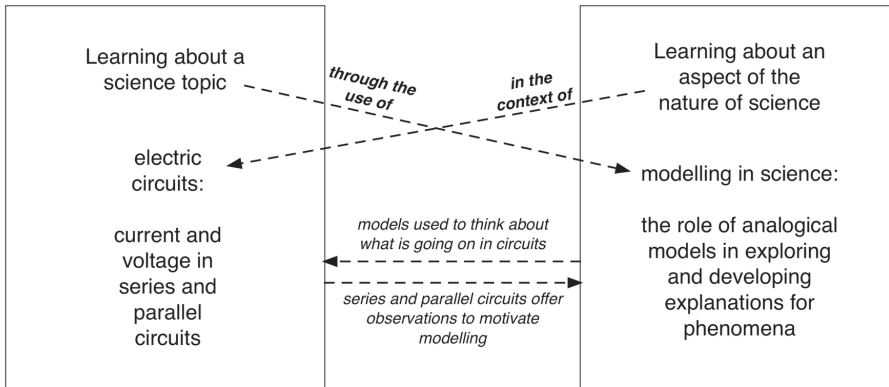 Learning about a
science topic
through the
use of
in the
context of
Learning about an
aspect of the
nature of science
electric
circuits:
current and
voltage in
series and
parallel
circuits
models used to think about
what is going on in circuits
series and parallel circuits offer
observations to motivate
modelling
modelling in science:
the role of analogical
models in exploring
and developing
explanations for
phenomena